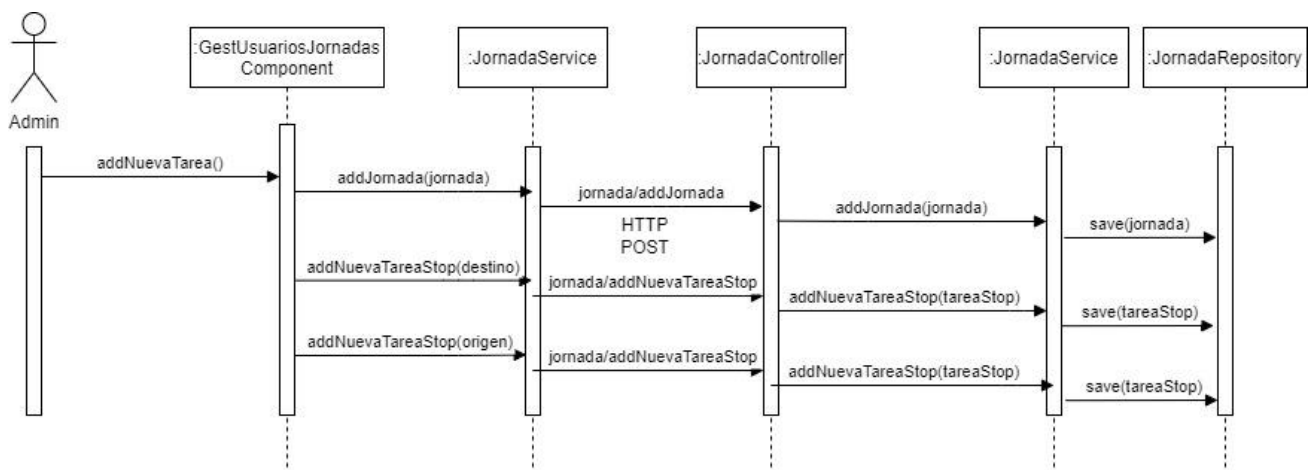 :GestUsuariosJornadas
Component
:JornadaService
:JornadaController
:JornadaService
:JornadaRepository
Admin
addNuevaTarea()
addJornada(jornada)
jornada/addJornada
HTTP
POST
addJornada(jornada)
save(jornada)
addNuevaTareaStop(destino)
jornada/addNuevaTareaStop
addNuevaTareaStop(tareaStop)
save(tareaStop)
addNuevaTareaStop(origen)
jornada/addNuevaTareaStop
addNuevaTareaStop(tareaStop)
save(tareaStop)